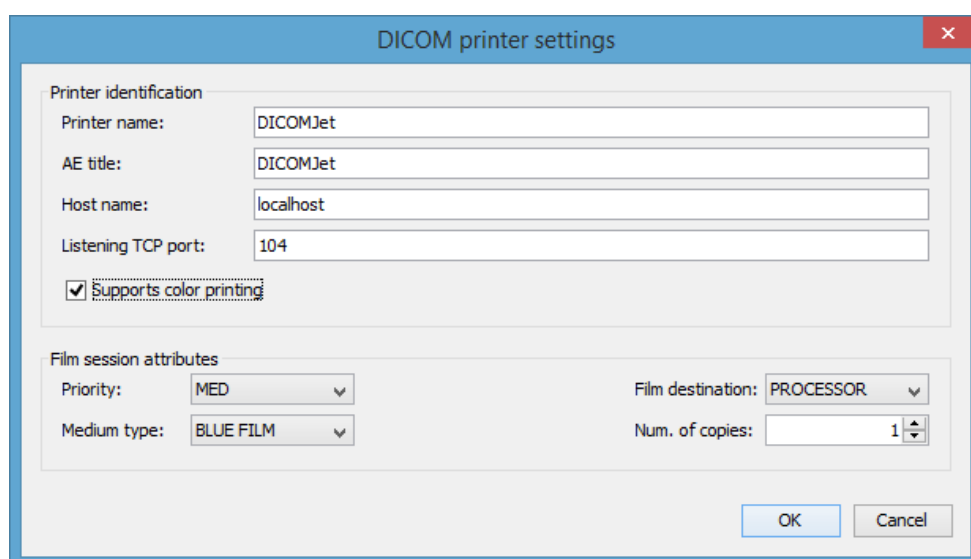 DICOM printer settings
Printer identification
Printer name: DICOMJet
AE title: DICOMJet
Host name: localhost
Listening TCP port: 104
Supports color printing
Film session attributes
Priority: MED Film destination: PROCESSOR
Medium type: BLUE FILM Num. of copies: 1
OK Cancel